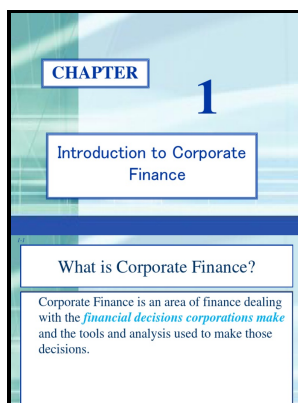 CHAPTER
1
Introduction to Corporate
Finance
What is Corporate Finance?
Corporate Finance is an area of finance dealing
with the financial decisions corporations make
and the tools and analysis used to make those
decisions.